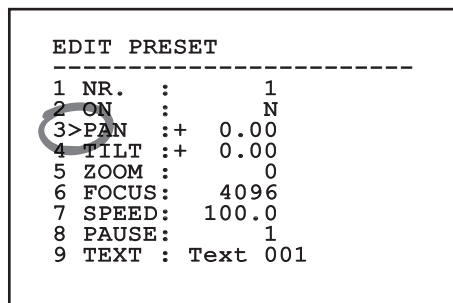 EDIT PRESET
------------------------
1 NR.  :      1
2 ON   :      N
3>PAN  :+  0.00
4 TILT :+  0.00
5 ZOOM :      0
6 FOCUS:   4096
7 SPEED:  100.0
8 PAUSE:      1
9 TEXT : Text 001